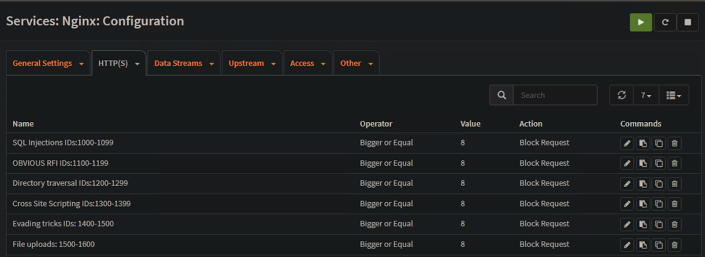 Services: Nginx: Configuration
General Settings HTTP(S) Data Streams Upstream Access Other
Search 7
Name Operator Value Action Commands
SQL Injections IDs:1000-1099 Bigger or Equal 8 Block Request
OBVIOUS RFI IDs:1100-1199 Bigger or Equal 8 Block Request
Directory traversal IDs:1200-1299 Bigger or Equal 8 Block Request
Cross Site Scripting IDs:1300-1399 Bigger or Equal 8 Block Request
Evading tricks IDs: 1400-1500 Bigger or Equal 8 Block Request
File uploads: 1500-1600 Bigger or Equal 8 Block Request